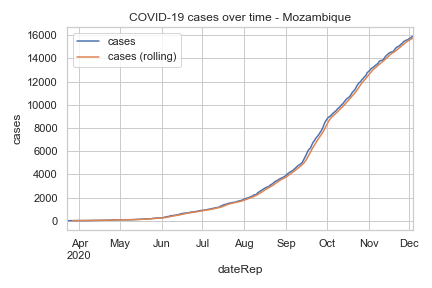 COVID-19 cases over time - Mozambique
cases
cases (rolling)
16000
14000
12000
10000
8000
6000
4000
2000
0
cases
Apr May Jun Jul Aug Sep Oct Nov Dec
2020
dateRep